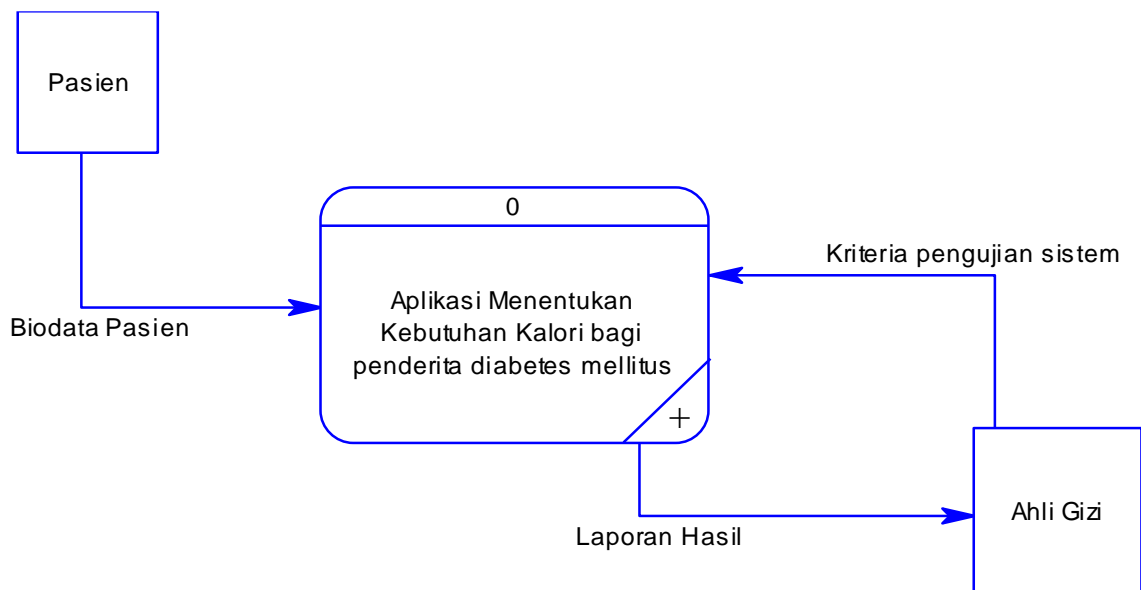 Pasien
0
Kriteria pengujian sistem
Aplikasi Menentukan
Kebutuhan Kalori bagi
penderita diabetes mellitus
Biodata Pasien
+
Ahli Gizi
Laporan Hasil